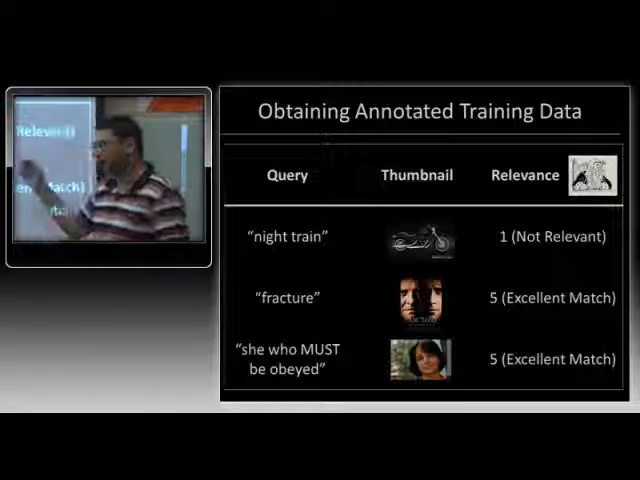 Obtaining Annotated Training Data
Query Thumbnail Relevance
"night train" 1 (Not Relevant)
"fracture" 5 (Excellent Match)
"she who MUST
be obeyed" 5 (Excellent Match)